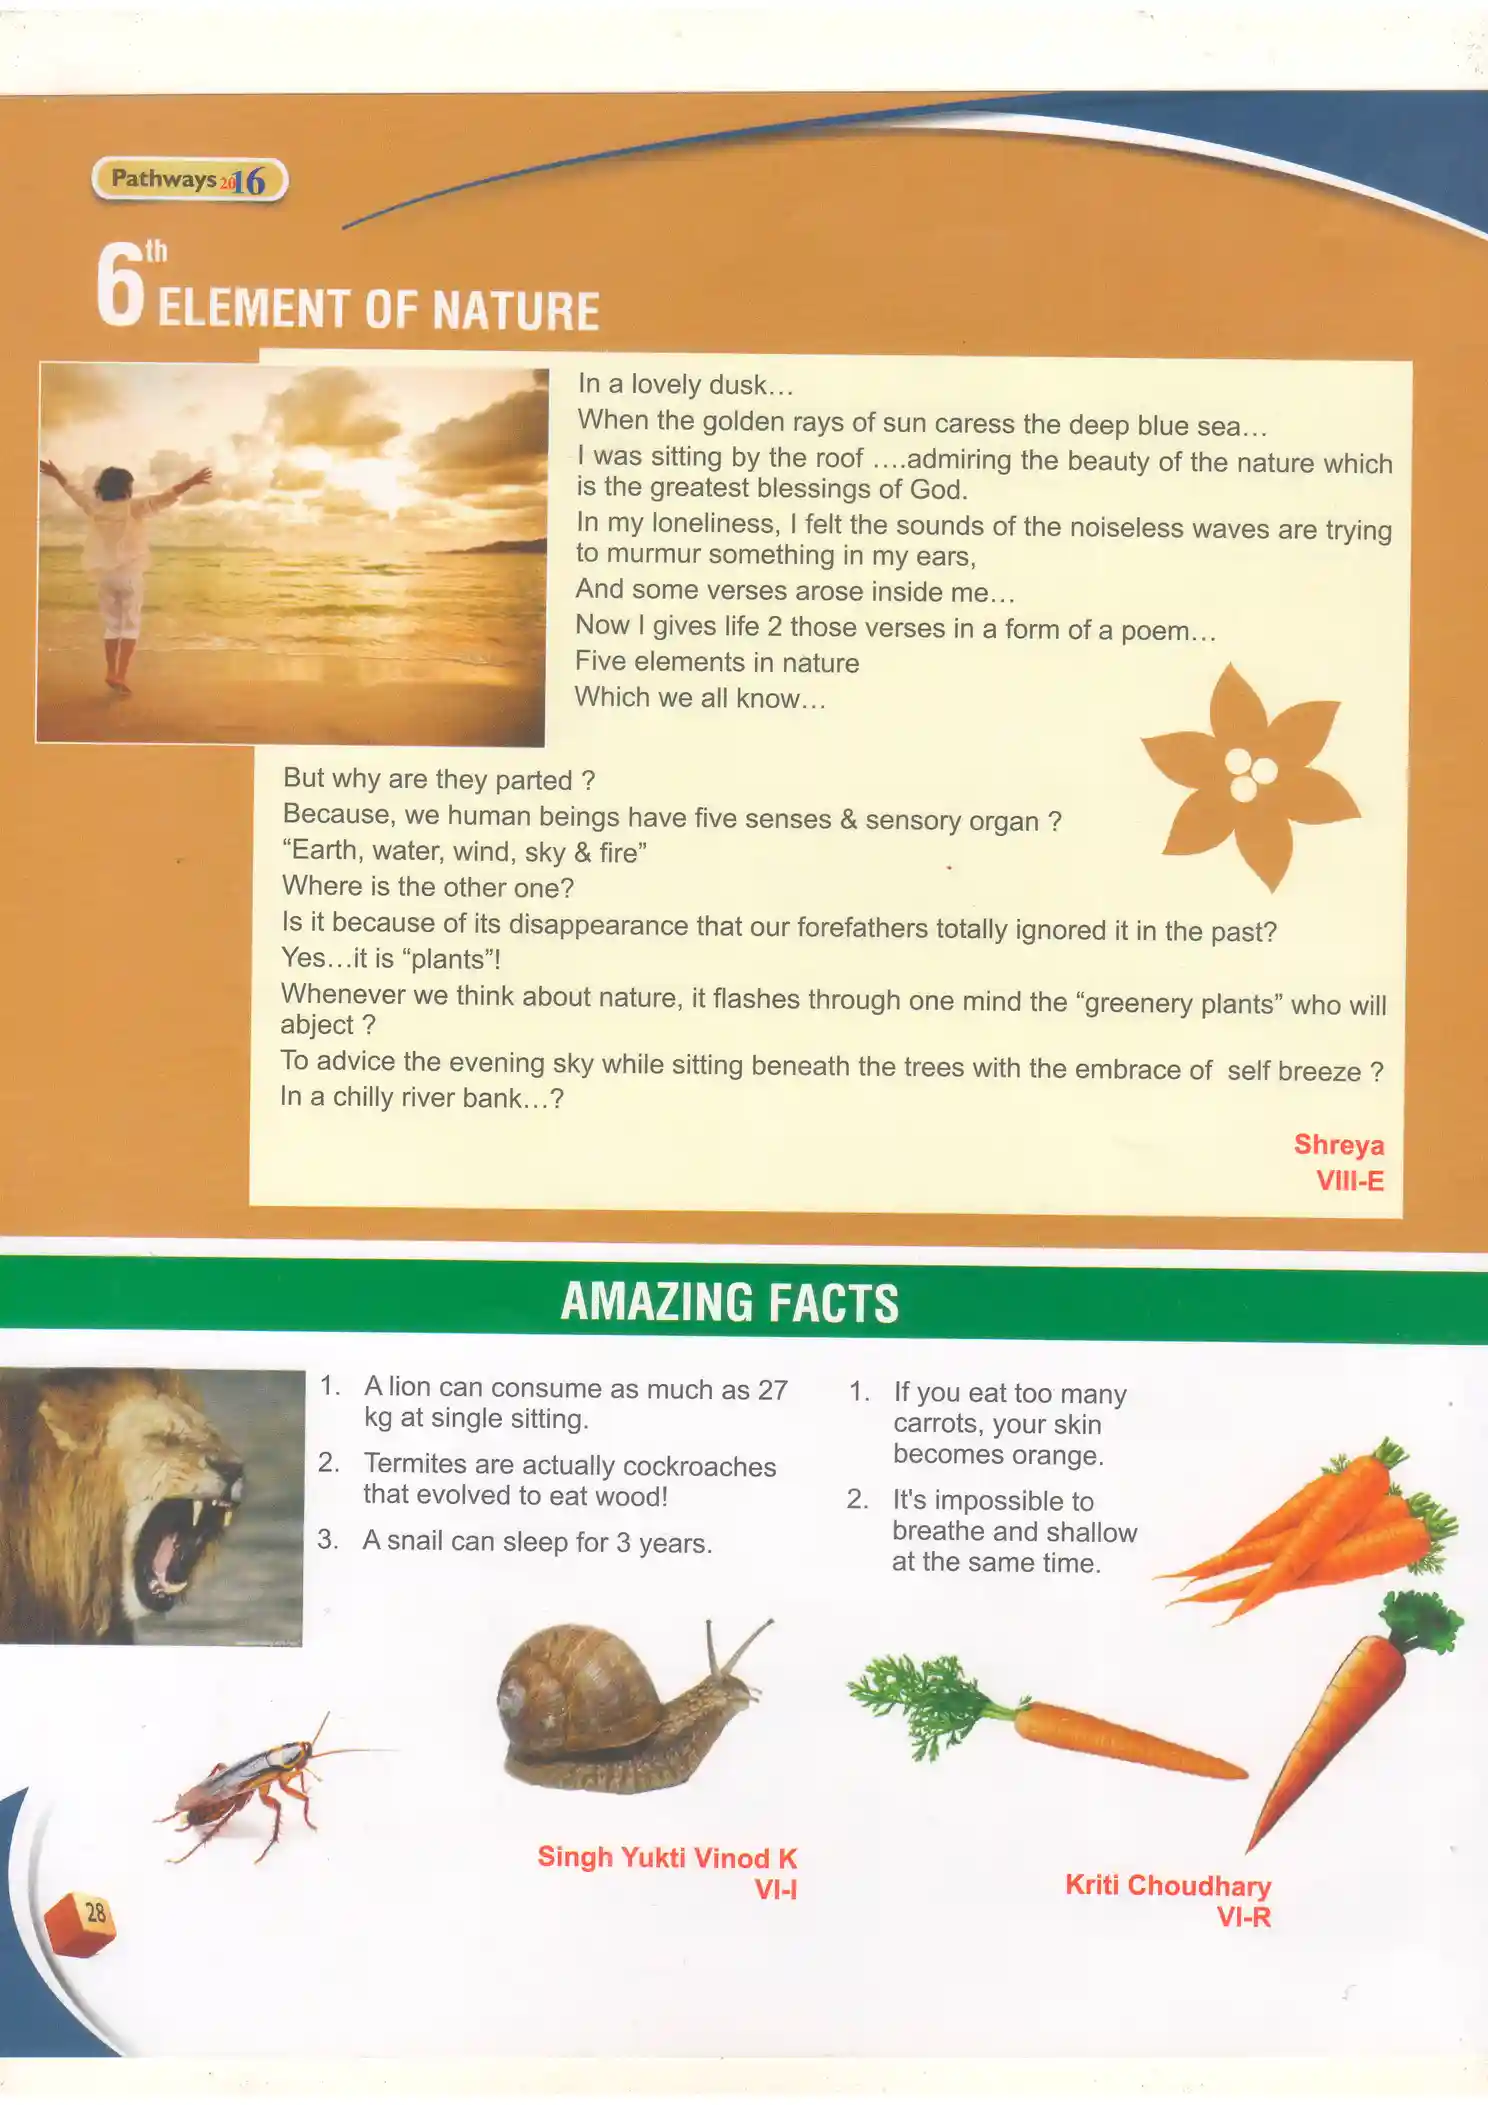 Pathways 2016
6th ELEMENT OF NATURE
In a lovely dusk…
When the golden rays of sun caress the deep blue sea…
I was sitting by the roof ….admiring the beauty of the nature which
is the greatest blessings of God.
In my loneliness, I felt the sounds of the noiseless waves are trying
to murmur something in my ears,
And some verses arose inside me…
Now I gives life 2 those verses in a form of a poem…
Five elements in nature
Which we all know…
But why are they parted ?
Because, we human beings have five senses & sensory organ ?
“Earth, water, wind, sky & fire”
Where is the other one?
Is it because of its disappearance that our forefathers totally ignored it in the past?
Yes…it is “plants”!
Whenever we think about nature, it flashes through one mind the “greenery plants” who will
abject ?
To advice the evening sky while sitting beneath the trees with the embrace of self breeze ?
In a chilly river bank…?
Shreya
VIII-E
AMAZING FACTS
1. A lion can consume as much as 27
kg at single sitting.
2. Termites are actually cockroaches
that evolved to eat wood!
3. A snail can sleep for 3 years.
Singh Yukti Vinod K
VI-I
1. If you eat too many
carrots, your skin
becomes orange.
2. It's impossible to
breathe and shallow
at the same time.
Kriti Choudhary
VI-R
28